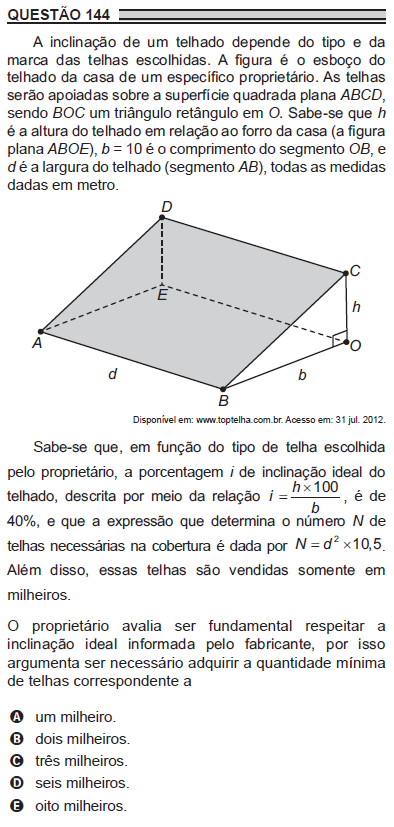 QUESTÃO 144
A inclinação de um telhado depende do tipo e da
marca das telhas escolhidas. A figura é o esboço do
telhado da casa de um específico proprietário. As telhas
serão apoiadas sobre a superfície quadrada plana ABCD,
sendo BOC um triângulo retângulo em O. Sabe-se que h
é a altura do telhado em relação ao forro da casa (a figura
plana ABOE), b = 10 é o comprimento do segmento OB, e
d é a largura do telhado (segmento AB), todas as medidas
dadas em metro.
D
C
E
h
A
O
d
b
B
Disponível em: www.toptelha.com.br. Acesso em: 31 jul. 2012.
Sabe-se que, em função do tipo de telha escolhida
pelo proprietário, a porcentagem i de inclinação ideal do
telhado, descrita por meio da relação i = h×100/b, é de
40%, e que a expressão que determina o número N de
telhas necessárias na cobertura é dada por N = d² ×10,5.
Além disso, essas telhas são vendidas somente em
milheiros.
O proprietário avalia ser fundamental respeitar a
inclinação ideal informada pelo fabricante, por isso
argumenta ser necessário adquirir a quantidade mínima
de telhas correspondente a
A um milheiro.
B dois milheiros.
C três milheiros.
D seis milheiros.
E oito milheiros.